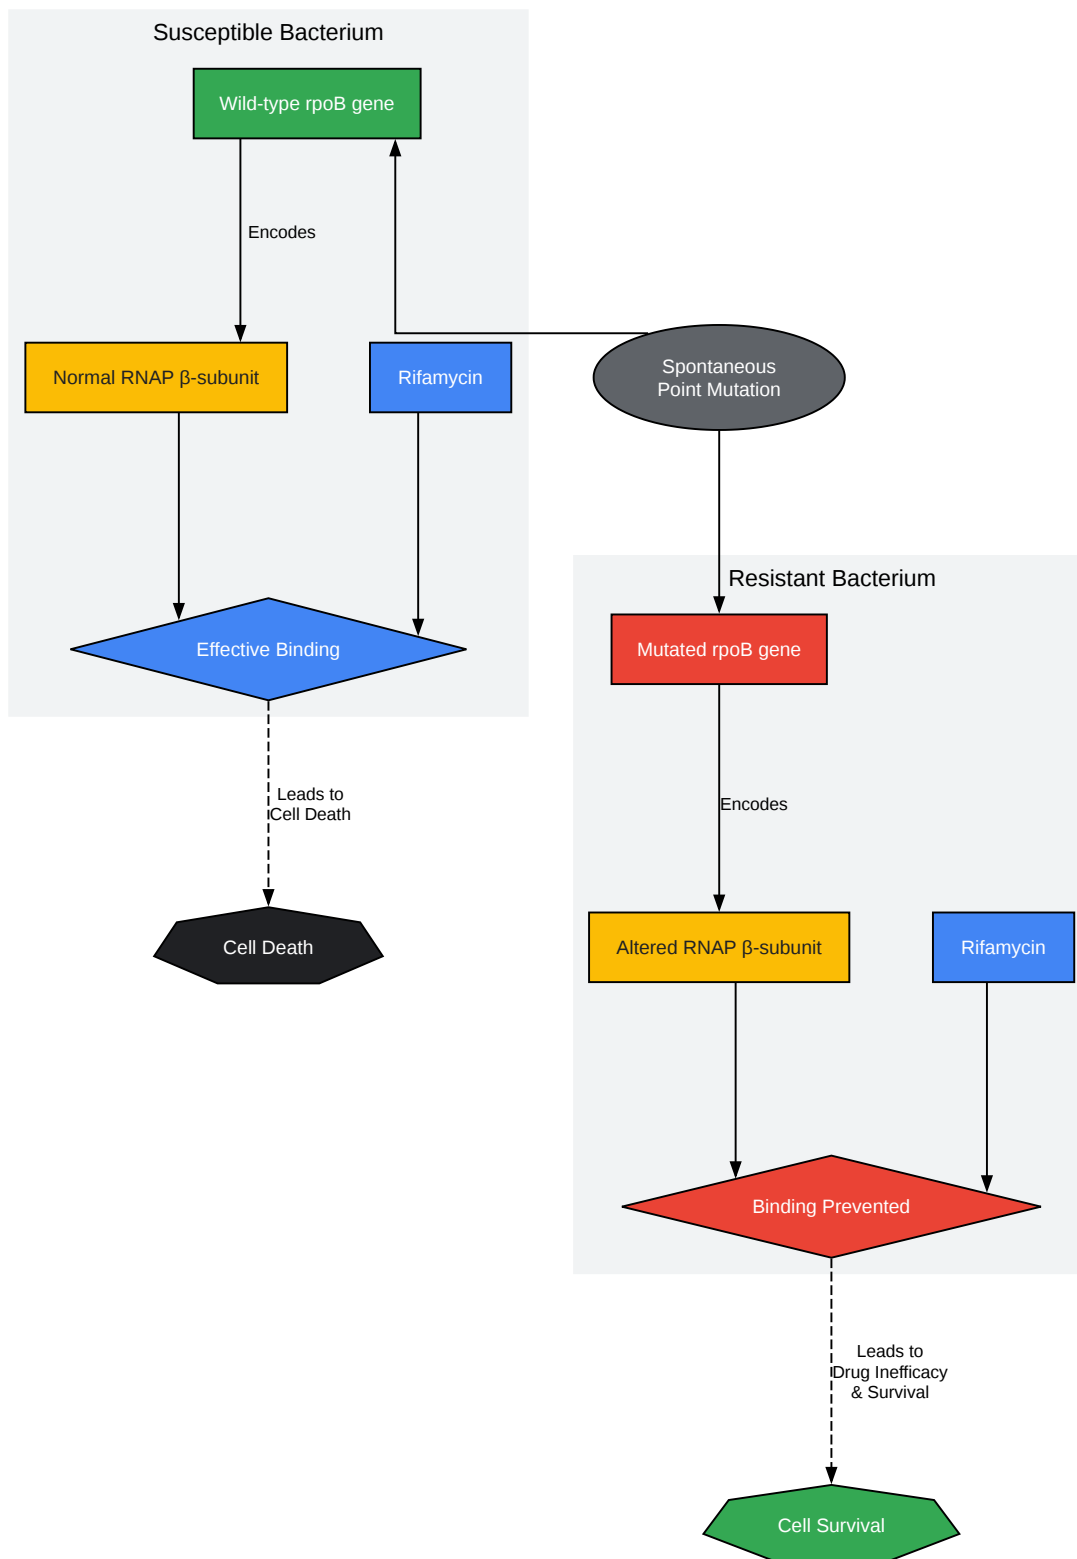 Susceptible Bacterium
Wild-type rpoB gene
Encodes
Normal RNAP β-subunit
Rifamycin
Spontaneous
Point Mutation
Effective Binding
Leads to
Cell Death
Cell Death
Resistant Bacterium
Mutated rpoB gene
Encodes
Altered RNAP β-subunit
Rifamycin
Binding Prevented
Leads to
Drug Inefficacy
& Survival
Cell Survival